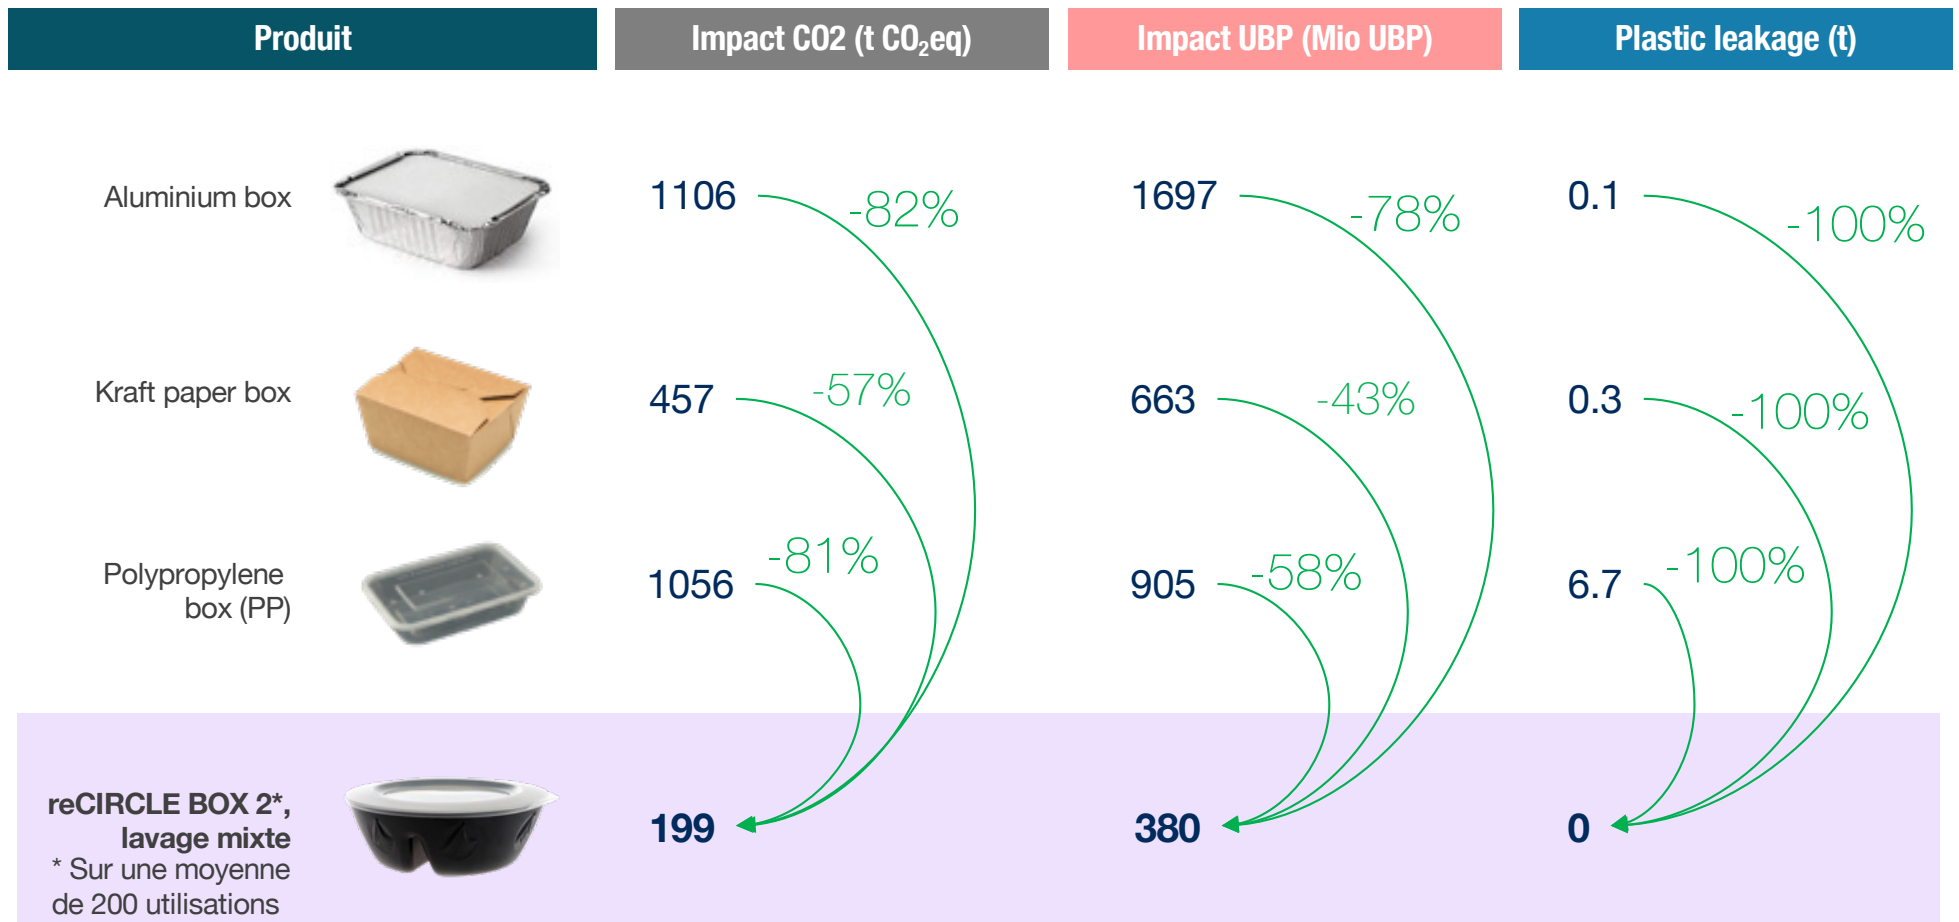 Produit
Impact CO2 (t CO₂eq)
Impact UBP (Mio UBP)
Plastic leakage (t)
Aluminium box
1106
-82%
1697
-78%
0.1
-100%
Kraft paper box
457
-57%
663
-43%
0.3
-100%
Polypropylene
box (PP)
1056
-81%
905
-58%
6.7
-100%
reCIRCLE BOX 2*,
lavage mixte
* Sur une moyenne
de 200 utilisations
199
380
0